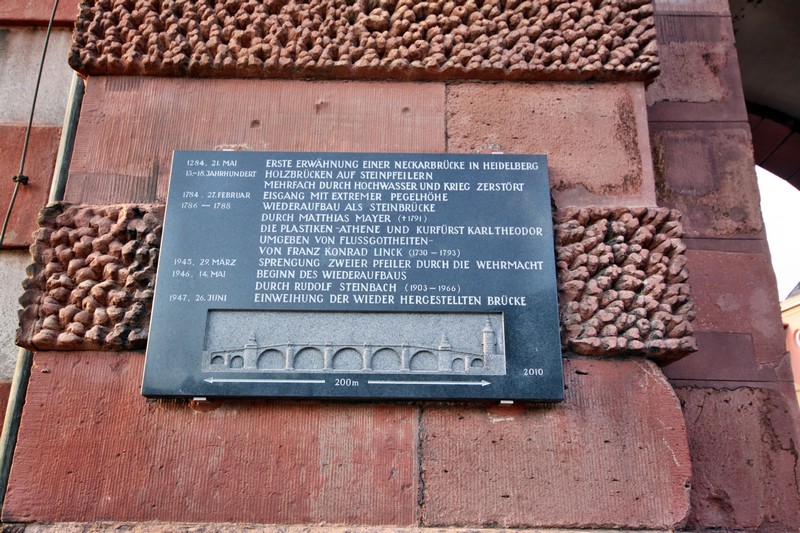 1284, 21. MAI ERSTE ERWÄHNUNG EINER NECKARBRÜCKE IN HEIDELBERG
13.-18. JAHRHUNDERT HOLZBRÜCKEN AUF STEINPFEILERN
MEHRFACH DURCH HOCHWASSER UND KRIEG ZERSTÖRT
1784, 27. FEBRUAR EISGANG MIT EXTREMER PEGELHÖHE
1786 — 1788 WIEDERAUFBAU ALS STEINBRÜCKE
DURCH MATTHIAS MAYER († 1791)
DIE PLASTIKEN -ATHENE UND KURFÜRST KARL THEODOR
UMGEBEN VON FLUSSGOTTHEITEN-
VON FRANZ KONRAD LINCK (1730 — 1793)
1945, 29. MÄRZ SPRENGUNG ZWEIER PFEILER DURCH DIE WEHRMACHT
1946, 14. MAI BEGINN DES WIEDERAUFBAUS
DURCH RUDOLF STEINBACH (1903 — 1966)
1947, 26. JUNI EINWEIHUNG DER WIEDER HERGESTELLTEN BRÜCKE
200m
2010